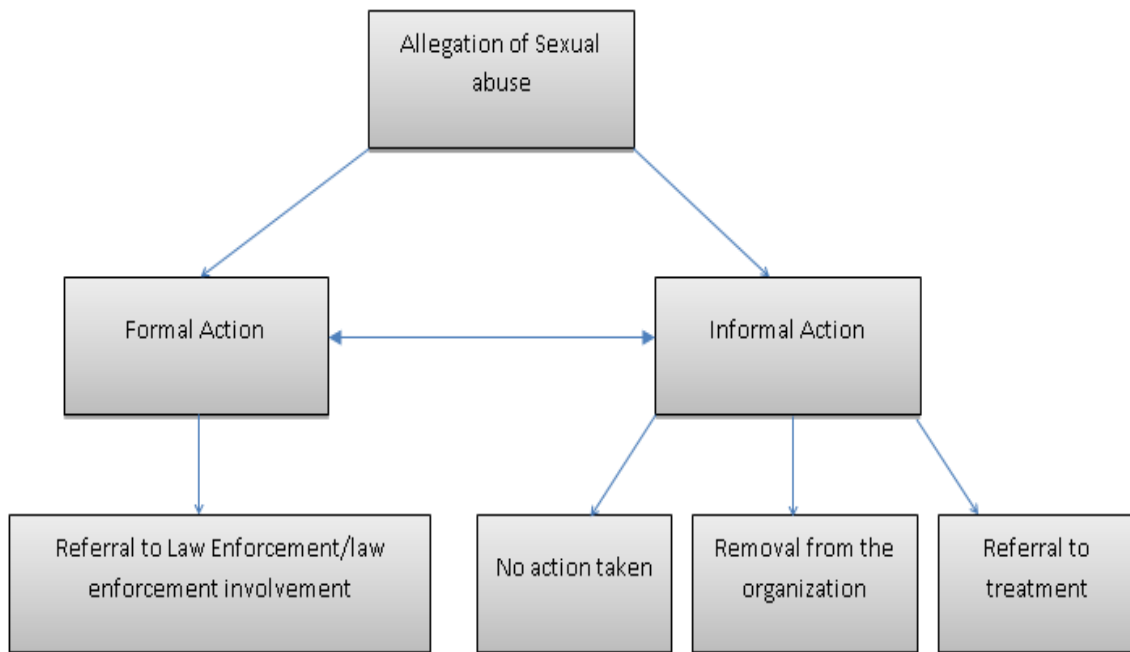 Allegation of Sexual
abuse
Formal Action
Informal Action
Referral to Law Enforcement/law
enforcement involvement
No action taken
Removal from the
organization
Referral to
treatment